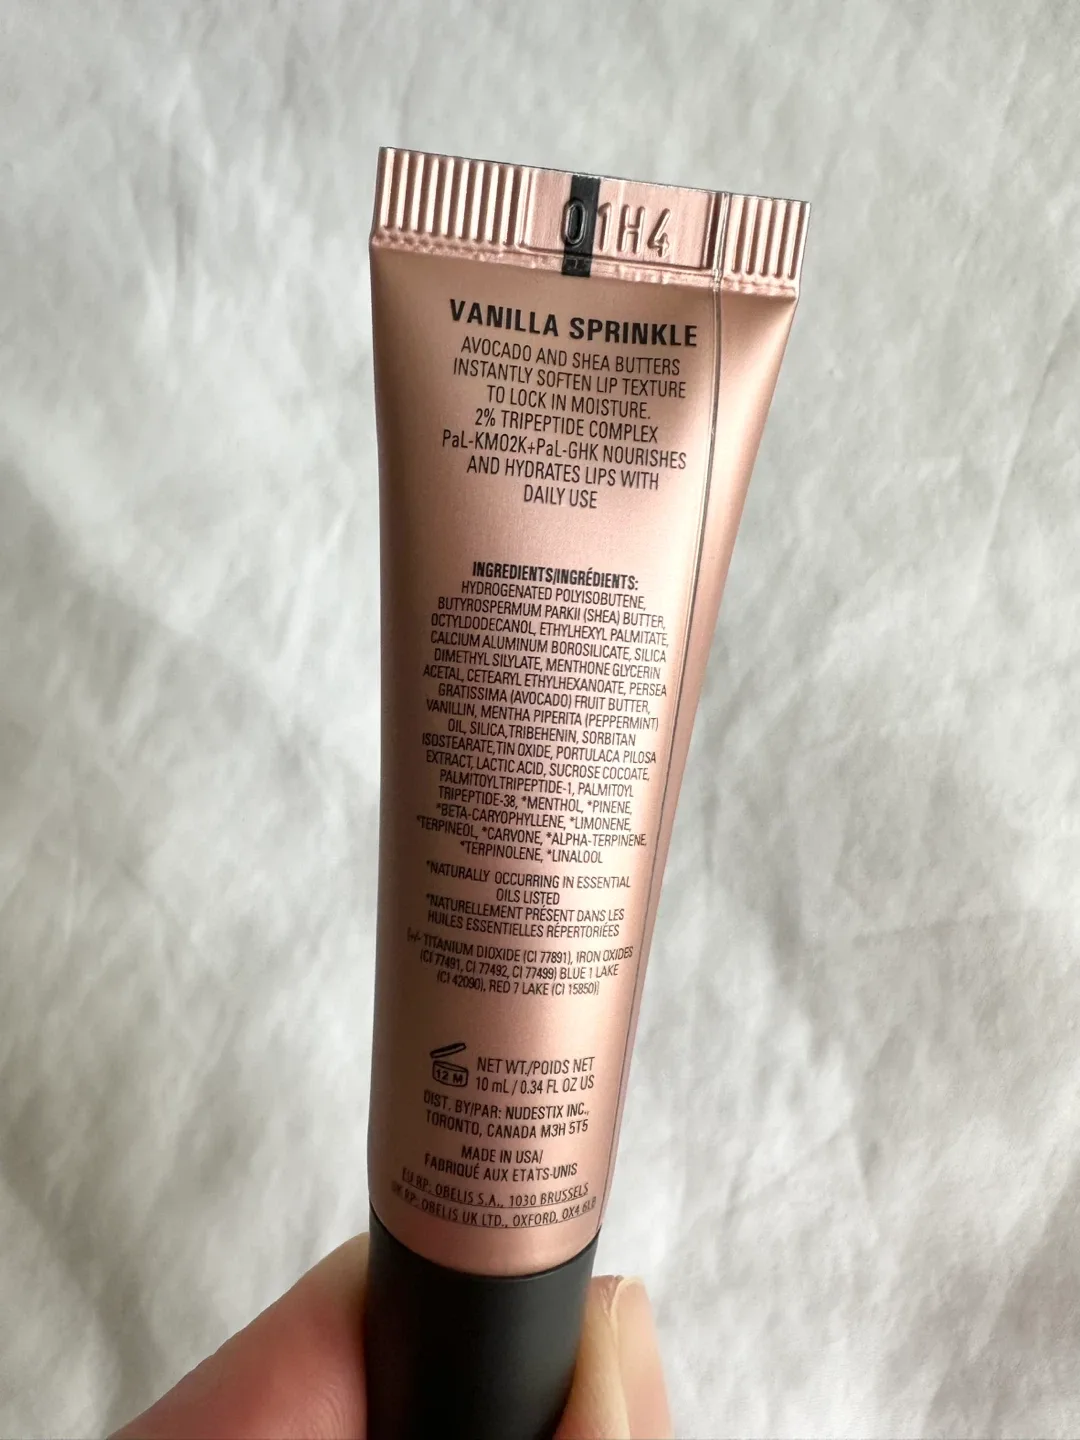 01H4
VANILLA SPRINKLE
AVOCADO AND SHEA BUTTERS
INSTANTLY SOFTEN LIP TEXTURE
TO LOCK IN MOISTURE.
2% TRIPEPTIDE COMPLEX
PaL-KMO2K+PaL-GHK NOURISHES
AND HYDRATES LIPS WITH
DAILY USE
INGREDIENTS/INGRÉDIENTS:
HYDROGENATED POLYISOBUTENE,
BUTYROSPERMUM PARKII (SHEA) BUTTER,
OCTYLDODECANOL, ETHYLHEXYL PALMITATE,
CALCIUM ALUMINUM BOROSILICATE, SILICA
DIMETHYL SILYLATE, MENTHONE GLYCERIN
ACETAL, CETEARYL ETHYLHEXANOATE, PERSEA
GRATISSIMA (AVOCADO) FRUIT BUTTER,
VANILLIN, MENTHA PIPERITA (PEPPERMINT)
OIL, SILICA, TRIBEHENIN, SORBITAN
ISOSTEARATE, TIN OXIDE, PORTULACA PILOSA
EXTRACT, LACTIC ACID, SUCROSE COCOATE,
PALMITOYL TRIPEPTIDE-1, PALMITOYL
TRIPEPTIDE-38, *MENTHOL, *PINENE,
*BETA-CARYOPHYLLENE, *LIMONENE,
*TERPINEOL, *CARVONE, *ALPHA-TERPINENE,
*TERPINOLENE, *LINALOOL
*NATURALLY OCCURRING IN ESSENTIAL
OILS LISTED
*NATURELLEMENT PRÉSENT DANS LES
HUILES ESSENTIELLES RÉPERTORIÉES
[+/- TITANIUM DIOXIDE (CI 77891), IRON OXIDES
(CI 77491, CI 77492, CI 77499) BLUE 1 LAKE
(CI 42090), RED 7 LAKE (CI 15850)]
12 M
NET WT./POIDS NET
10 mL / 0.34 FL OZ US
DIST. BY/PAR: NUDESTIX INC.,
TORONTO, CANADA M3H 5T5
MADE IN USA/
FABRIQUÉ AUX ETATS-UNIS
EU RP: OBELIS S.A., 1030 BRUSSELS
UK RP: OBELIS UK LTD., OXFORD, OX4 6LB